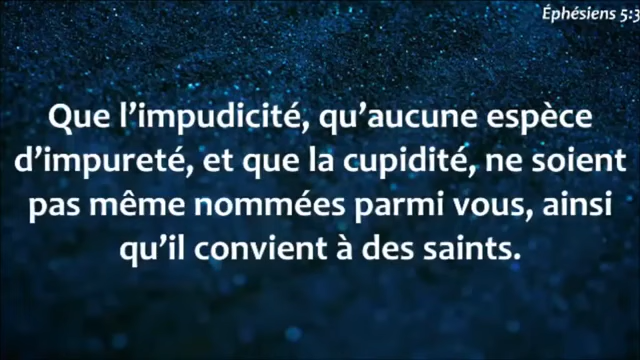 Éphésiens 5:3
Que l’impudicité, qu’aucune espèce
d’impureté, et que la cupidité, ne soient
pas même nommées parmi vous, ainsi
qu’il convient à des saints.